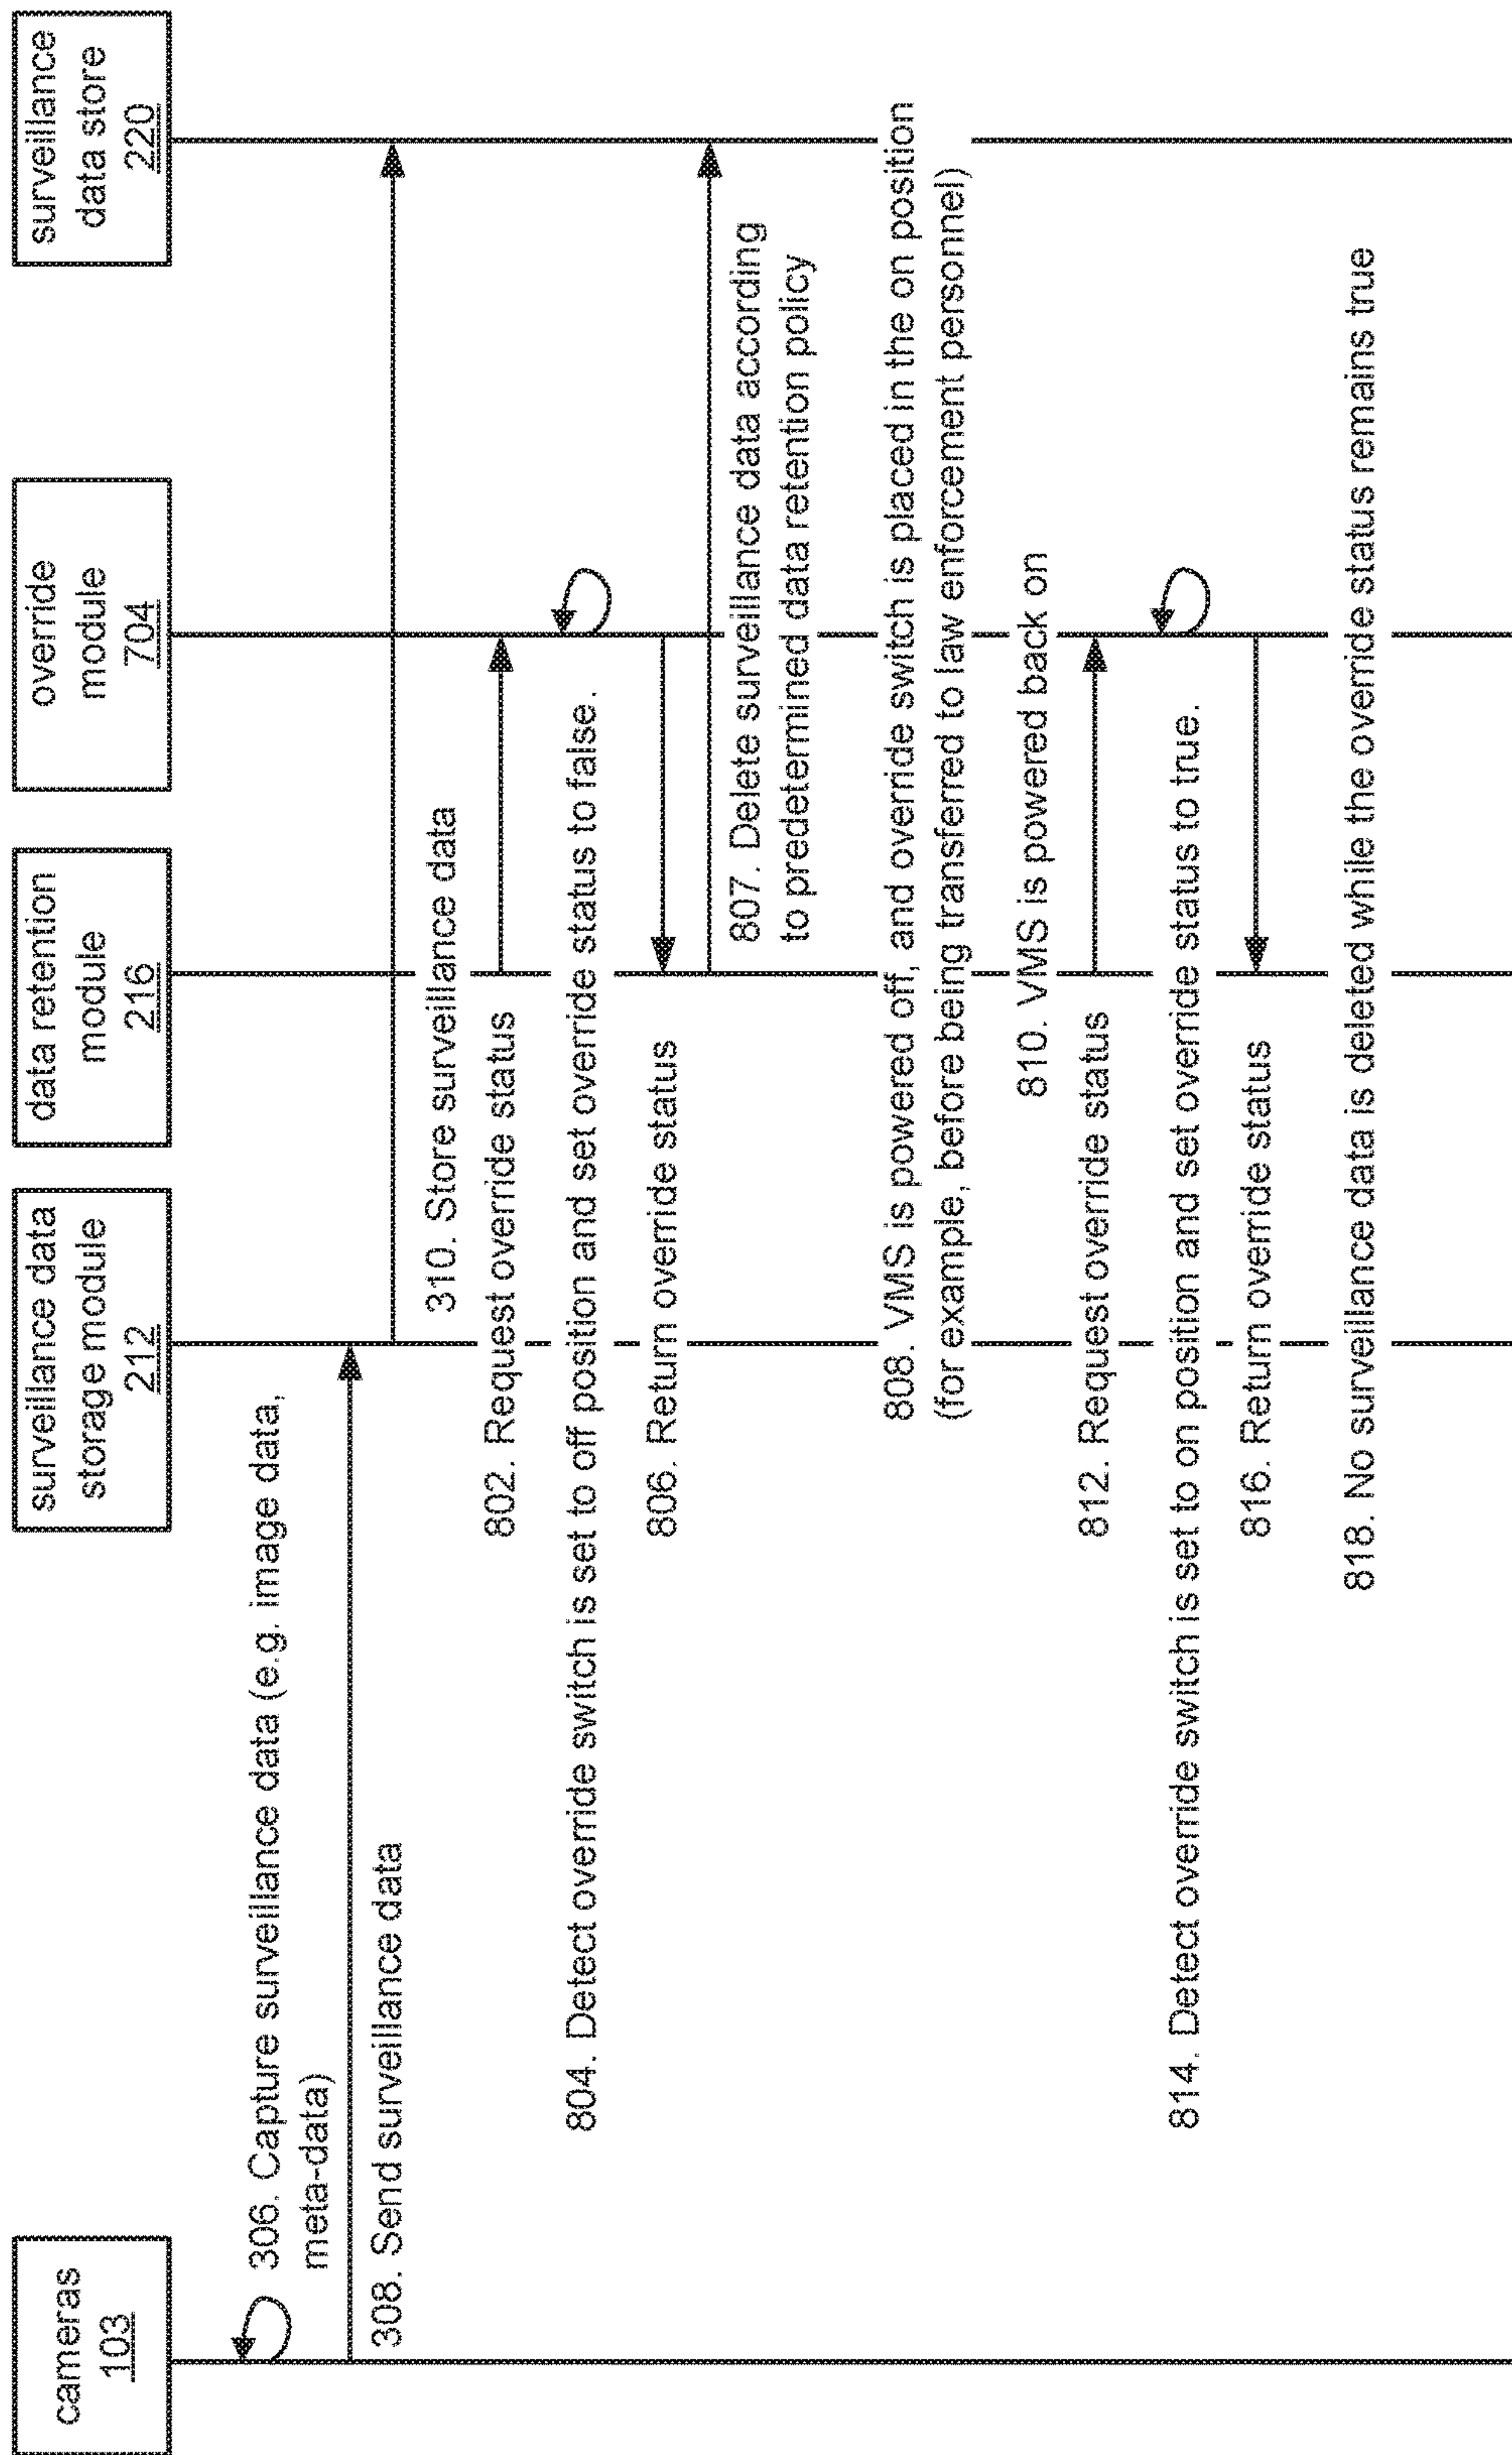 cameras
103
surveillance data
storage module
212
data retention
module
216
override
module
704
surveillance
data store
220
306. Capture surveillance data (e.g. image data,
meta-data)
308. Send surveillance data
310. Store surveillance data
802. Request override status
804. Detect override switch is set to off position and set override status to false.
806. Return override status
807. Delete surveillance data according
to predetermined data retention policy
808. VMS is powered off, and override switch is placed in the on position
(for example, before being transferred to law enforcement personnel)
810. VMS is powered back on
812. Request override status
814. Detect override switch is set to on position and set override status to true.
816. Return override status
818. No surveillance data is deleted while the override status remains true